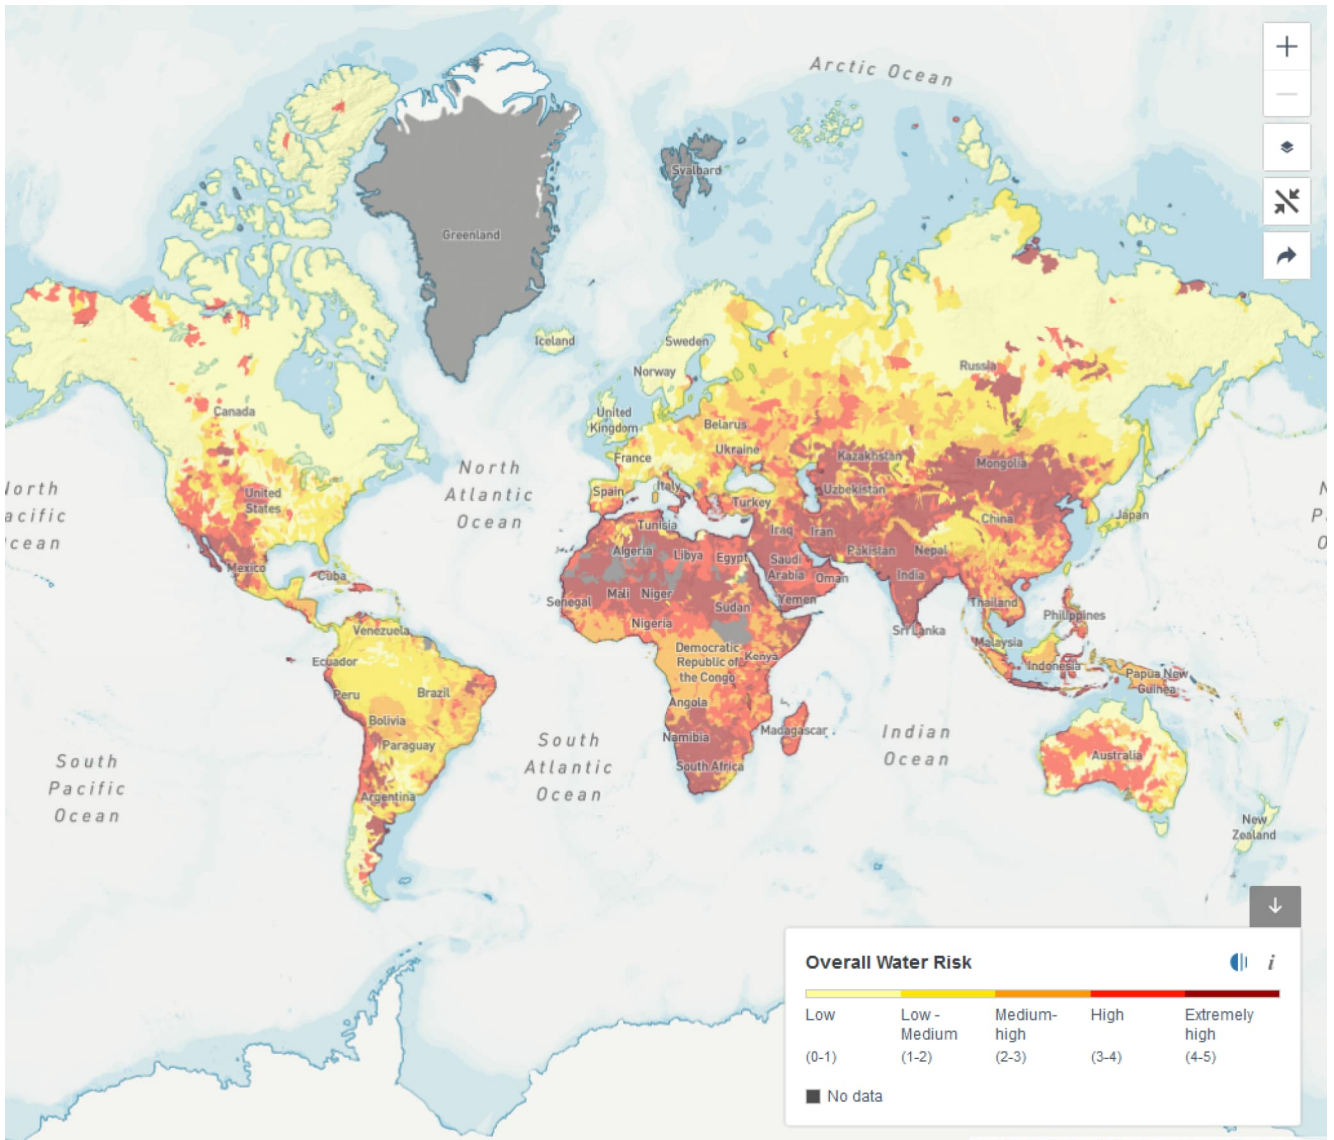 Arctic Ocean
Svalbard
Greenland
Iceland
Sweden
Norway
Russia
Canada
United
Kingdom
Belarus
Ukraine
France
Kazakhstan
Mongolia
North
Atlantic
Ocean
United
States
Spain
Italy
Turkey
Uzbekistan
China
Japan
North
Pacific
Ocean
Tunisia
Iraq
Iran
Algeria
Libya
Egypt
Pakistan
Nepal
Mexico
Cuba
Saudi
Arabia
Oman
India
Mali
Niger
Senegal
Sudan
Yemen
Thailand
Philippines
Nigeria
Sri Lanka
Venezuela
Malaysia
Democratic
Republic of
the Congo
Kenya
Ecuador
Indonesia
Papua New
Guinea
Peru
Brazil
Angola
Bolivia
Paraguay
Namibia
Madagascar
Indian
Ocean
Australia
South
Pacific
Ocean
South
Atlantic
Ocean
South Africa
Argentina
New
Zealand
Overall Water Risk
i
Low
Low -
Medium
Medium-
high
High
Extremely
high
(0-1)
(1-2)
(2-3)
(3-4)
(4-5)
No data